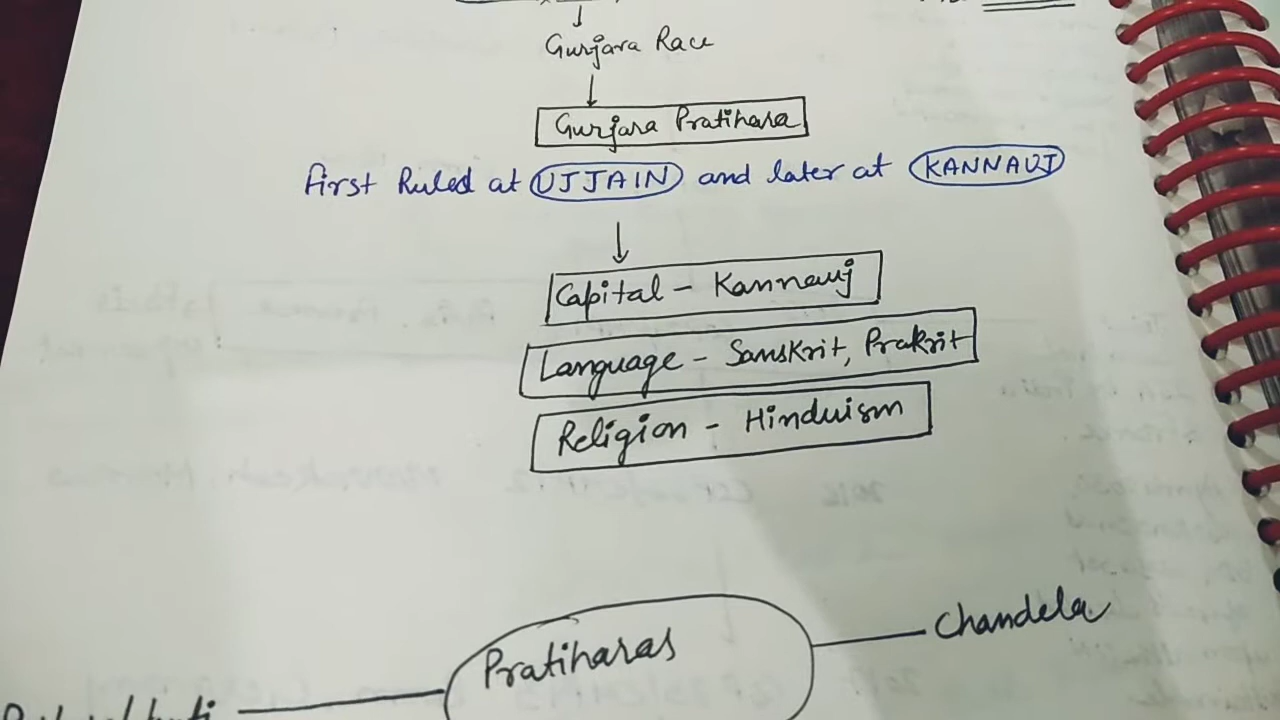 Gurjara Race
Gurjara Pratihara
First Ruled at UJJAIN and later at KANNAUJ
Capital - Kannauj
Language - Sanskrit, Prakrit
Religion - Hinduism
Chandela
Pratiharas